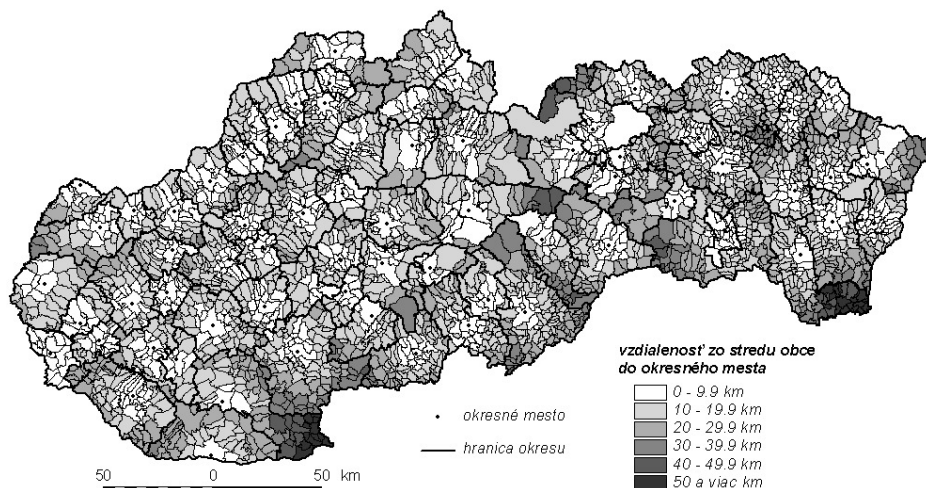 vzdialenosť zo stredu obce
do okresného mesta
0 - 9.9 km
10 - 19.9 km
20 - 29.9 km
30 - 39.9 km
40 - 49.9 km
50 a viac km
okresné mesto
hranica okresu
50 0 50 km